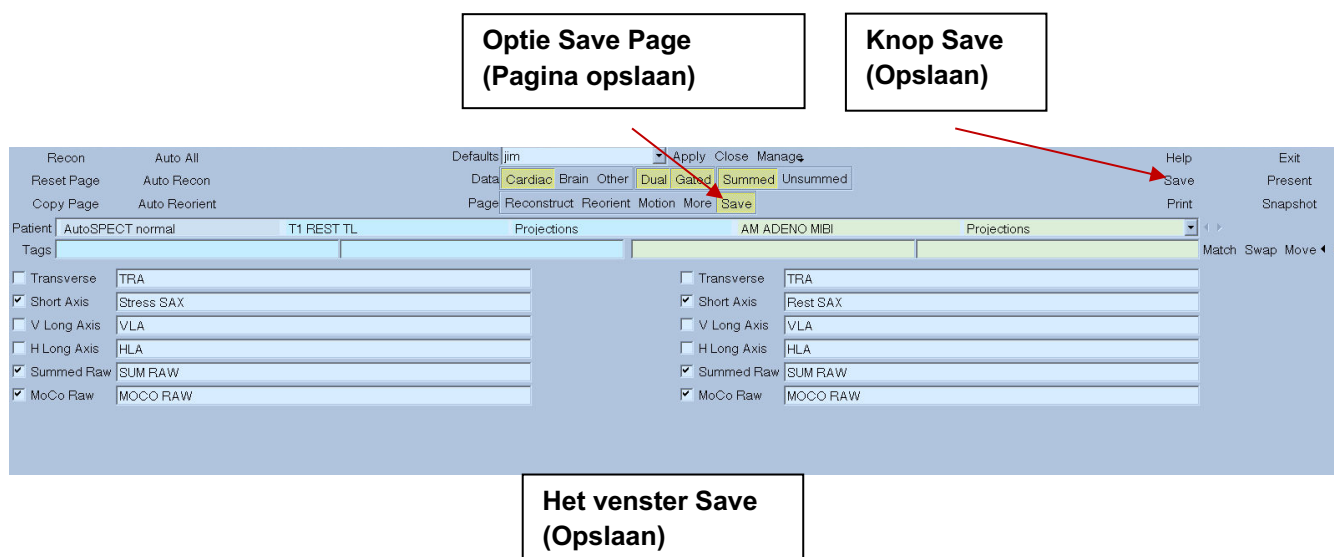 Optie Save Page
(Pagina opslaan)
Knop Save
(Opslaan)
Recon Auto All Defaults jim Apply Close Manage Help Exit
Reset Page Auto Recon Data Cardiac Brain Other Dual Gated Summed Unsummed Save Present
Copy Page Auto Reorient Page Reconstruct Reorient Motion More Save Print Snapshot
Patient AutoSPECT normal T1 REST TL Projections AM ADENO MIBI Projections
Tags Match Swap Move
Transverse TRA Transverse TRA
Short Axis Stress SAX Short Axis Rest SAX
V Long Axis VLA V Long Axis VLA
H Long Axis HLA H Long Axis HLA
Summed Raw SUM RAW Summed Raw SUM RAW
MoCo Raw MOCO RAW MoCo Raw MOCO RAW
Het venster Save
(Opslaan)